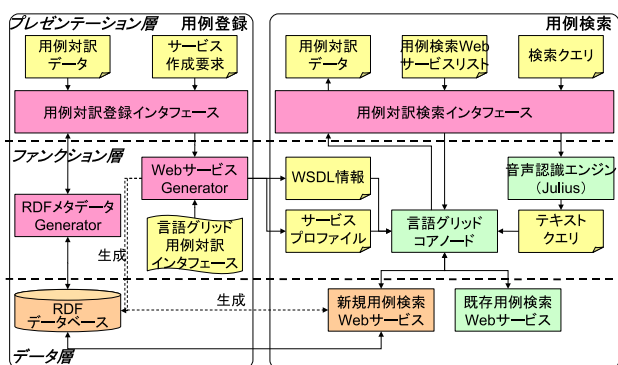 プレゼンテーション層
用例登録
用例検索
用例対訳
データ
サービス
作成要求
用例対訳
データ
用例検索Web
サービスリスト
検索クエリ
用例対訳登録インタフェース
用例対訳検索インタフェース
ファンクション層
Webサービス
Generator
WSDL情報
音声認識エンジン
（Julius）
RDFメタデータ
Generator
言語グリッド
用例対訳
インタフェース
サービス
プロファイル
言語グリッド
コアノード
テキスト
クエリ
生成
生成
RDF
データベース
新規用例検索
Webサービス
既存用例検索
Webサービス
データ層